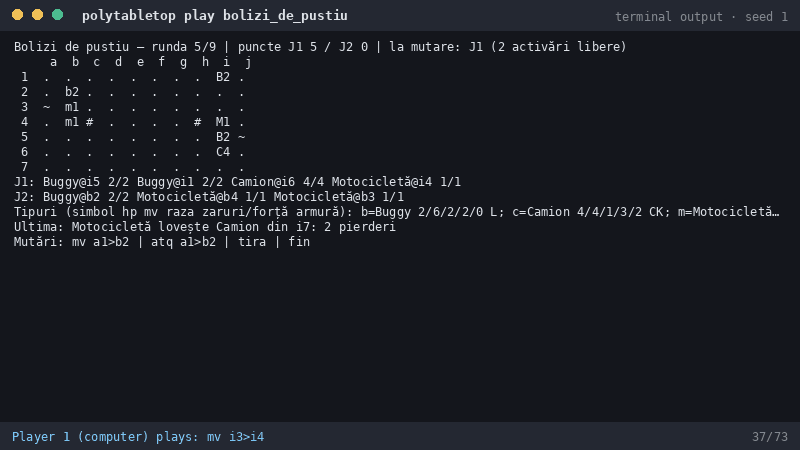 polytabletop play bolizi_de_pustiu
terminal output · seed 1
Bolizi de pustiu — runda 5/9 | puncte J1 5 / J2 0 | la mutare: J1 (2 activări libere)
a b c d e f g h i j
1 . . . . . . . . B2 .
2 . b2 . . . . . . . .
3 ~ m1 . . . . . . . .
4 . m1 # . . . . # M1 .
5 . . . . . . . . B2 ~
6 . . . . . . . . C4 .
7 . . . . . . . . . .
J1: Buggy@i5 2/2 Buggy@i1 2/2 Camion@i6 4/4 Motocicletă@i4 1/1
J2: Buggy@b2 2/2 Motocicletă@b4 1/1 Motocicletă@b3 1/1
Tipuri (simbol hp mv raza zaruri/forță armură): b=Buggy 2/6/2/2/0 L; c=Camion 4/4/1/3/2 CK; m=Motocicletă…
Ultima: Motocicletă lovește Camion din i7: 2 pierderi
Mutări: mv a1>b2 | atq a1>b2 | tira | fin
Player 1 (computer) plays: mv i3>i4
37/73